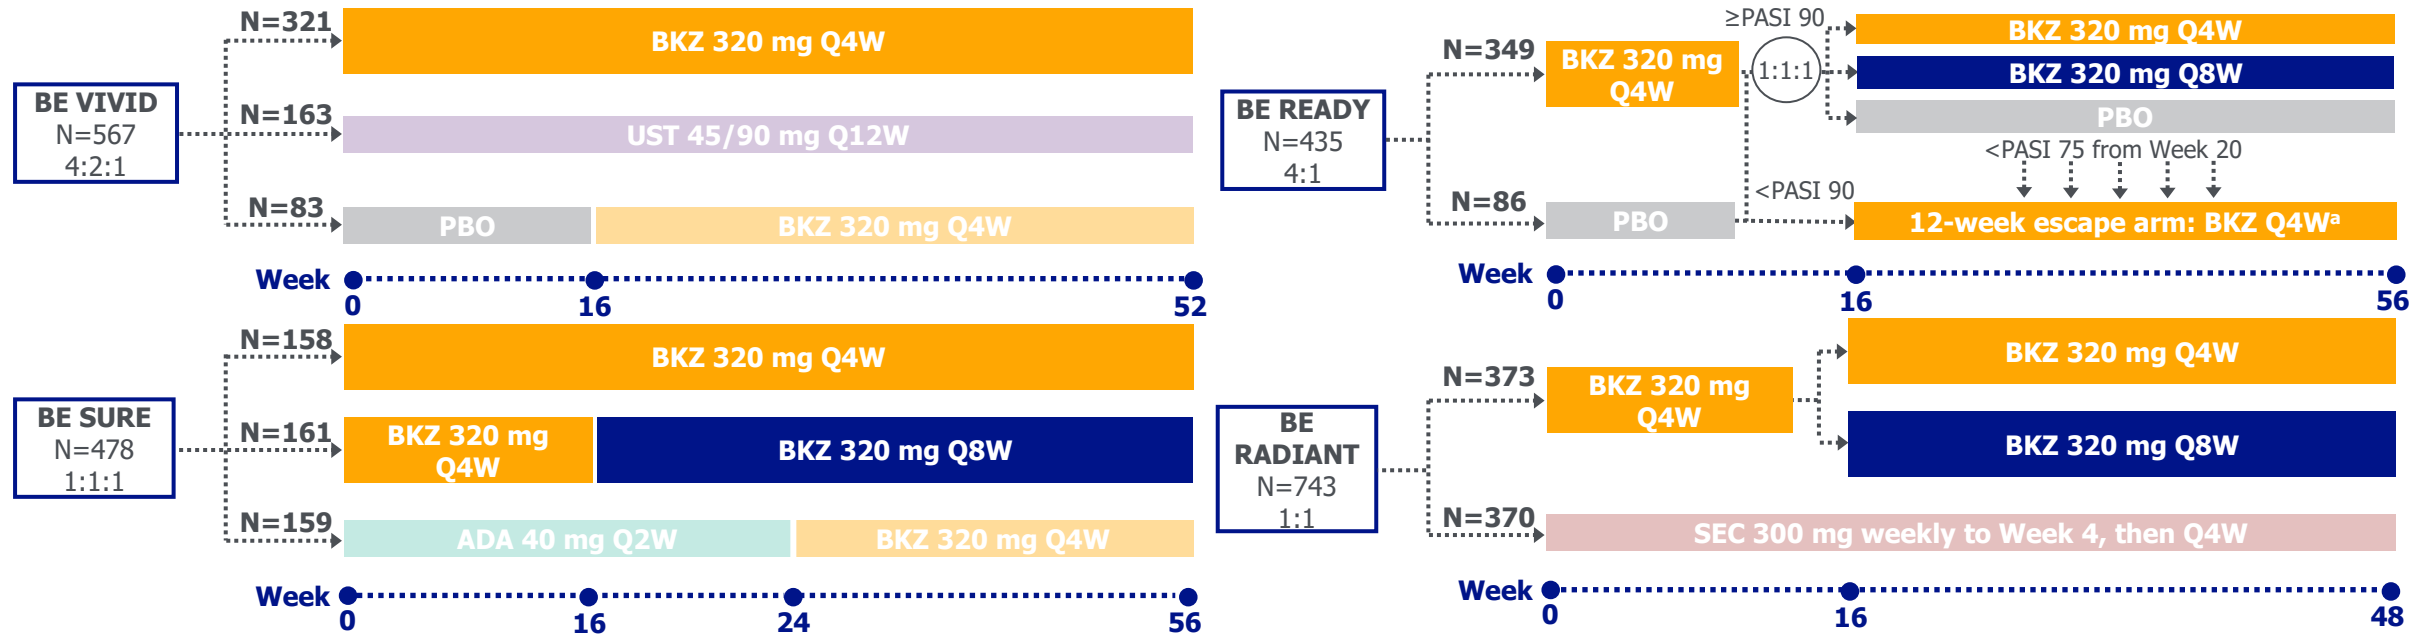 BE VIVID
N=567
4:2:1
N=321
BKZ 320 mg Q4W
N=163
UST 45/90 mg Q12W
N=83
PBO
BKZ 320 mg Q4W
Week
0
16
52
BE READY
N=435
4:1
N=349
BKZ 320 mg
Q4W
≥PASI 90
1:1:1
BKZ 320 mg Q4W
BKZ 320 mg Q8W
PBO
<PASI 75 from Week 20
N=86
PBO
<PASI 90
12-week escape arm: BKZ Q4Wᵃ
Week
0
16
56
BE SURE
N=478
1:1:1
N=158
BKZ 320 mg Q4W
N=161
BKZ 320 mg
Q4W
BKZ 320 mg Q8W
N=159
ADA 40 mg Q2W
BKZ 320 mg Q4W
Week
0
16
24
56
BE
RADIANT
N=743
1:1
N=373
BKZ 320 mg
Q4W
BKZ 320 mg Q4W
BKZ 320 mg Q8W
N=370
SEC 300 mg weekly to Week 4, then Q4W
Week
0
16
48